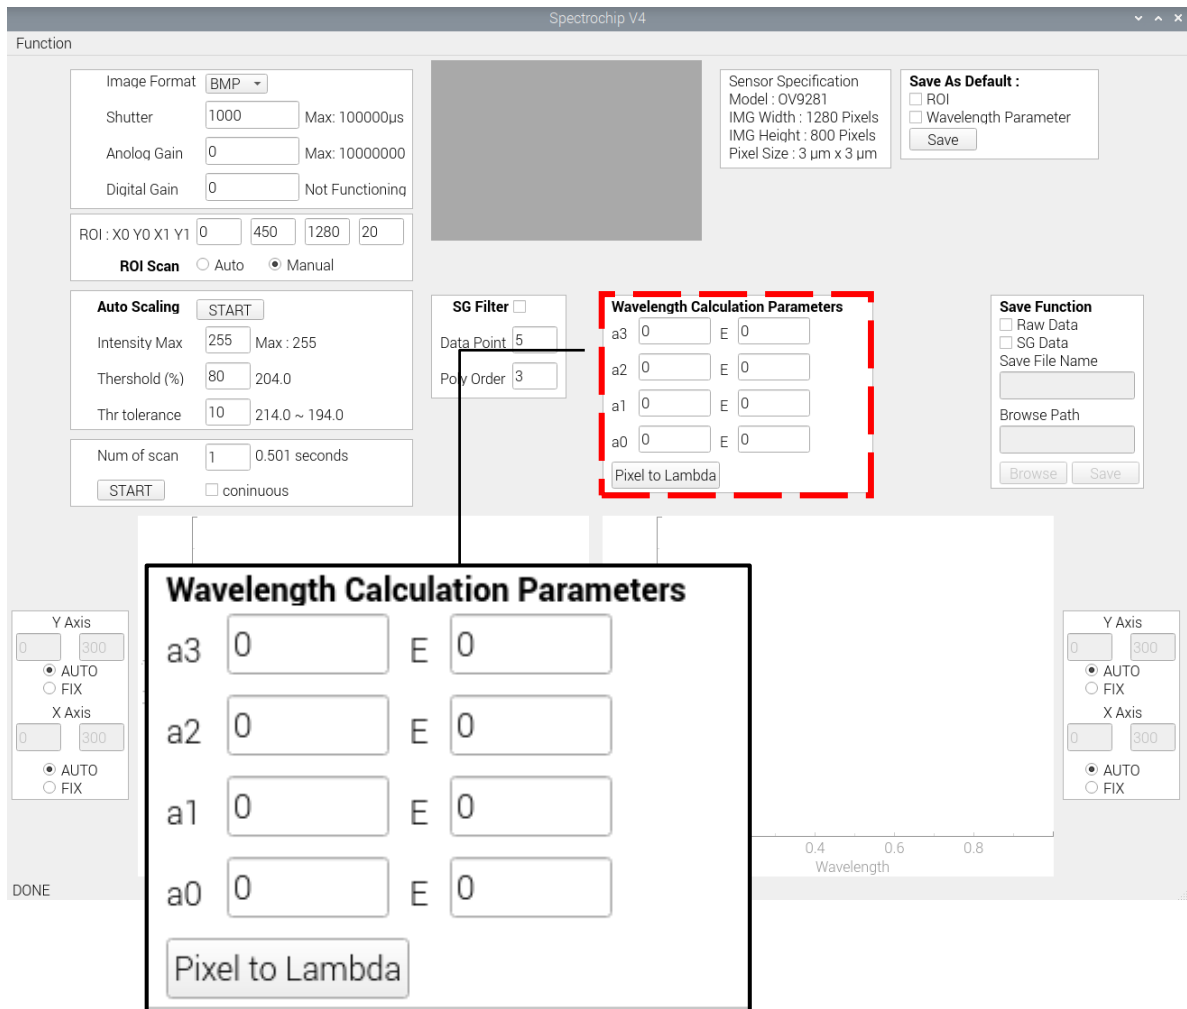 Spectrochip V4
Function
Image Format BMP
Shutter 1000 Max: 100000µs
Anolog Gain 0 Max: 10000000
Digital Gain 0 Not Functioning
ROI : X0 Y0 X1 Y1 0 450 1280 20
ROI Scan Auto Manual
Sensor Specification
Model : OV9281
IMG Width : 1280 Pixels
IMG Height : 800 Pixels
Pixel Size : 3 µm x 3 µm
Save As Default :
ROI
Wavelength Parameter
Save
Auto Scaling START
Intensity Max 255 Max : 255
Thershold (%) 80 204.0
Thr tolerance 10 214.0 ~ 194.0
Num of scan 1 0.501 seconds
START coninuous
SG Filter
Data Point 5
Poly Order 3
Wavelength Calculation Parameters
a3 0 E 0
a2 0 E 0
a1 0 E 0
a0 0 E 0
Pixel to Lambda
Save Function
Raw Data
SG Data
Save File Name
Browse Path
Browse Save
Y Axis
0 300
AUTO
FIX
X Axis
0 300
AUTO
FIX
Wavelength Calculation Parameters
a3 0 E 0
a2 0 E 0
a1 0 E 0
a0 0 E 0
Pixel to Lambda
0.4 0.6 0.8
Wavelength
Y Axis
0 300
AUTO
FIX
X Axis
0 300
AUTO
FIX
DONE